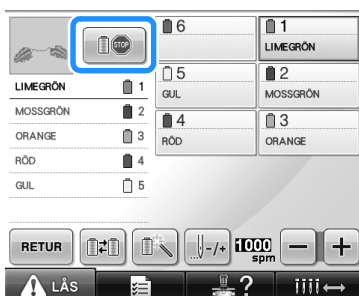 STOP
LIMEGRÖN 1
MOSSGRÖN 2
ORANGE 3
RÖD 4
GUL 5
6
1
LIMEGRÖN
5
GUL
2
MOSSGRÖN
4
RÖD
3
ORANGE
RETUR
-/+
1000
spm
- +
LÅS
?